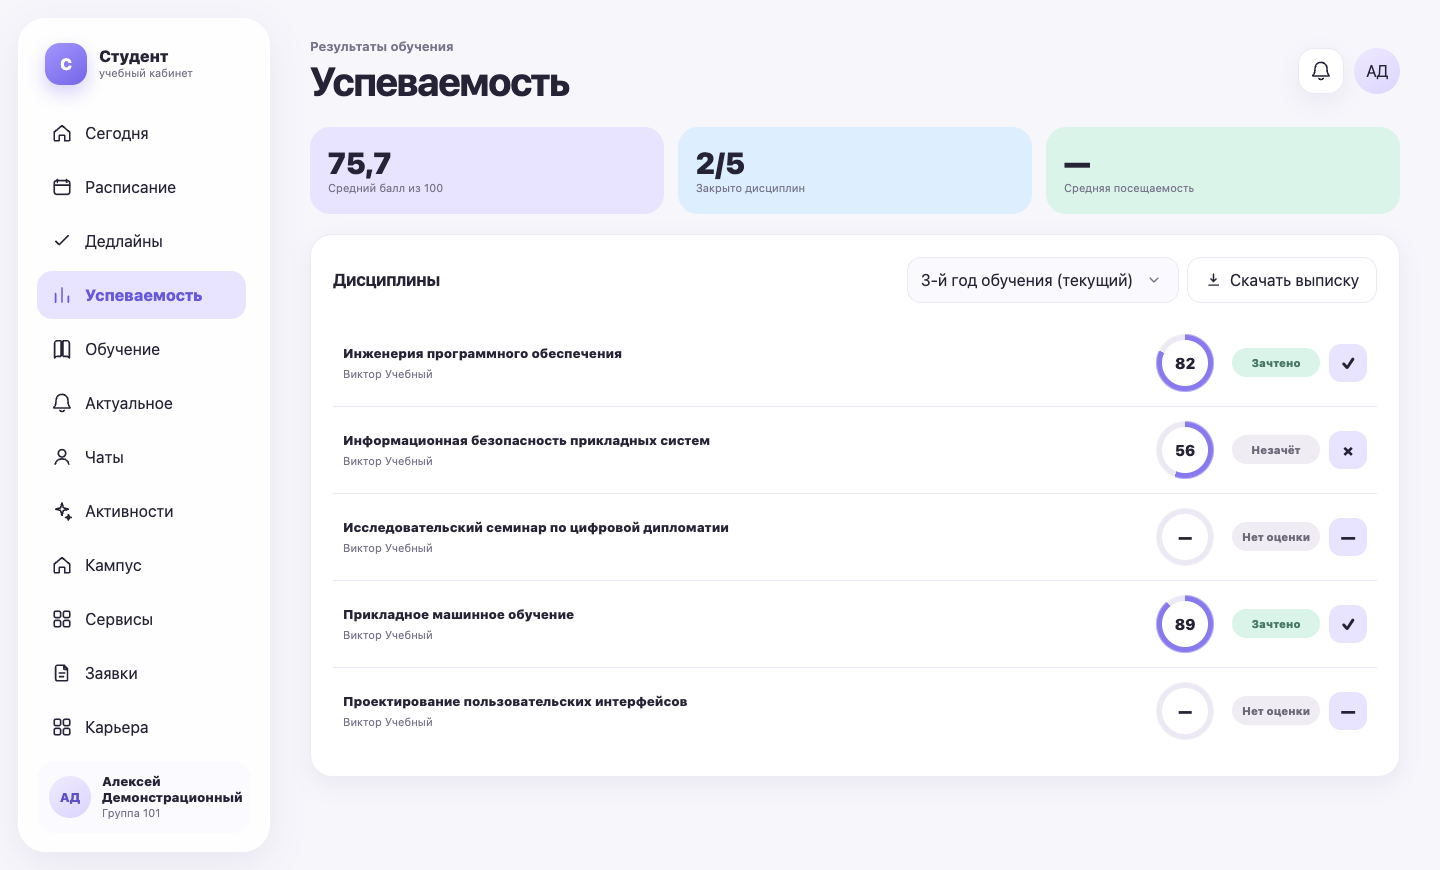 С
Студент
учебный кабинет
Сегодня
Расписание
Дедлайны
Успеваемость
Обучение
Актуальное
Чаты
Активности
Кампус
Сервисы
Заявки
Карьера
АД
Алексей
Демонстрационный
Группа 101
Результаты обучения
Успеваемость
АД
75,7
Средний балл из 100
2/5
Закрыто дисциплин
—
Средняя посещаемость
Дисциплины
3-й год обучения (текущий)
Скачать выписку
Инженерия программного обеспечения
Виктор Учебный
82
Зачтено
Информационная безопасность прикладных систем
Виктор Учебный
56
Незачёт
Исследовательский семинар по цифровой дипломатии
Виктор Учебный
—
Нет оценки
—
Прикладное машинное обучение
Виктор Учебный
89
Зачтено
Проектирование пользовательских интерфейсов
Виктор Учебный
—
Нет оценки
—